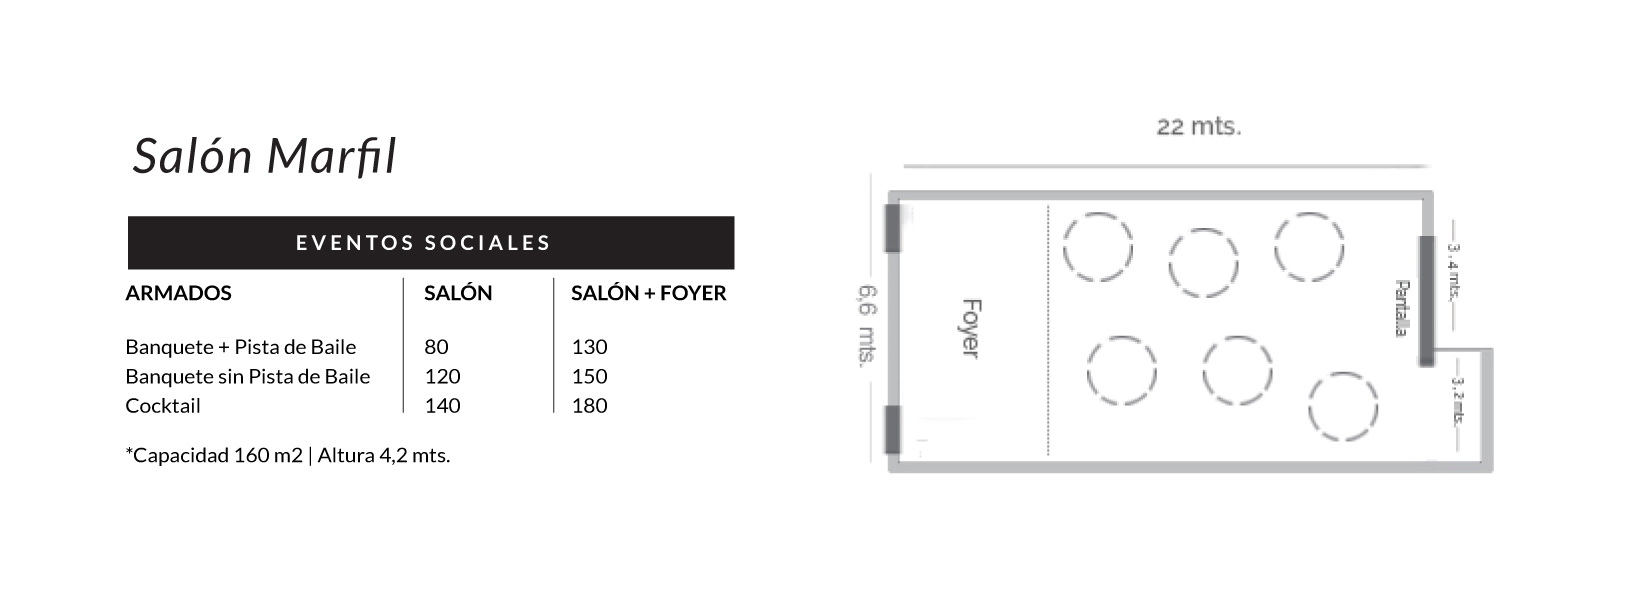 Salón Marfil
EVENTOS SOCIALES
ARMADOS SALÓN SALÓN + FOYER
Banquete + Pista de Baile 80 130
Banquete sin Pista de Baile 120 150
Cocktail 140 180
*Capacidad 160 m2 | Altura 4,2 mts.
22 mts.
6,6 mts.
Foyer
Pantalla
3,4 mts.
3,2 mts.